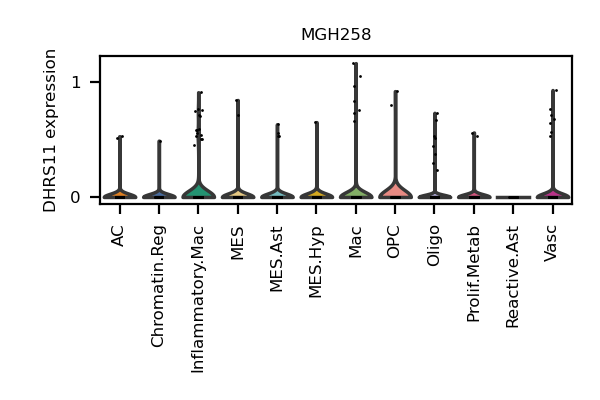 MGH258
DHRS11 expression
1
0
AC
Chromatin.Reg
Inflammatory.Mac
MES
MES.Ast
MES.Hyp
Mac
OPC
Oligo
Prolif.Metab
Reactive.Ast
Vasc